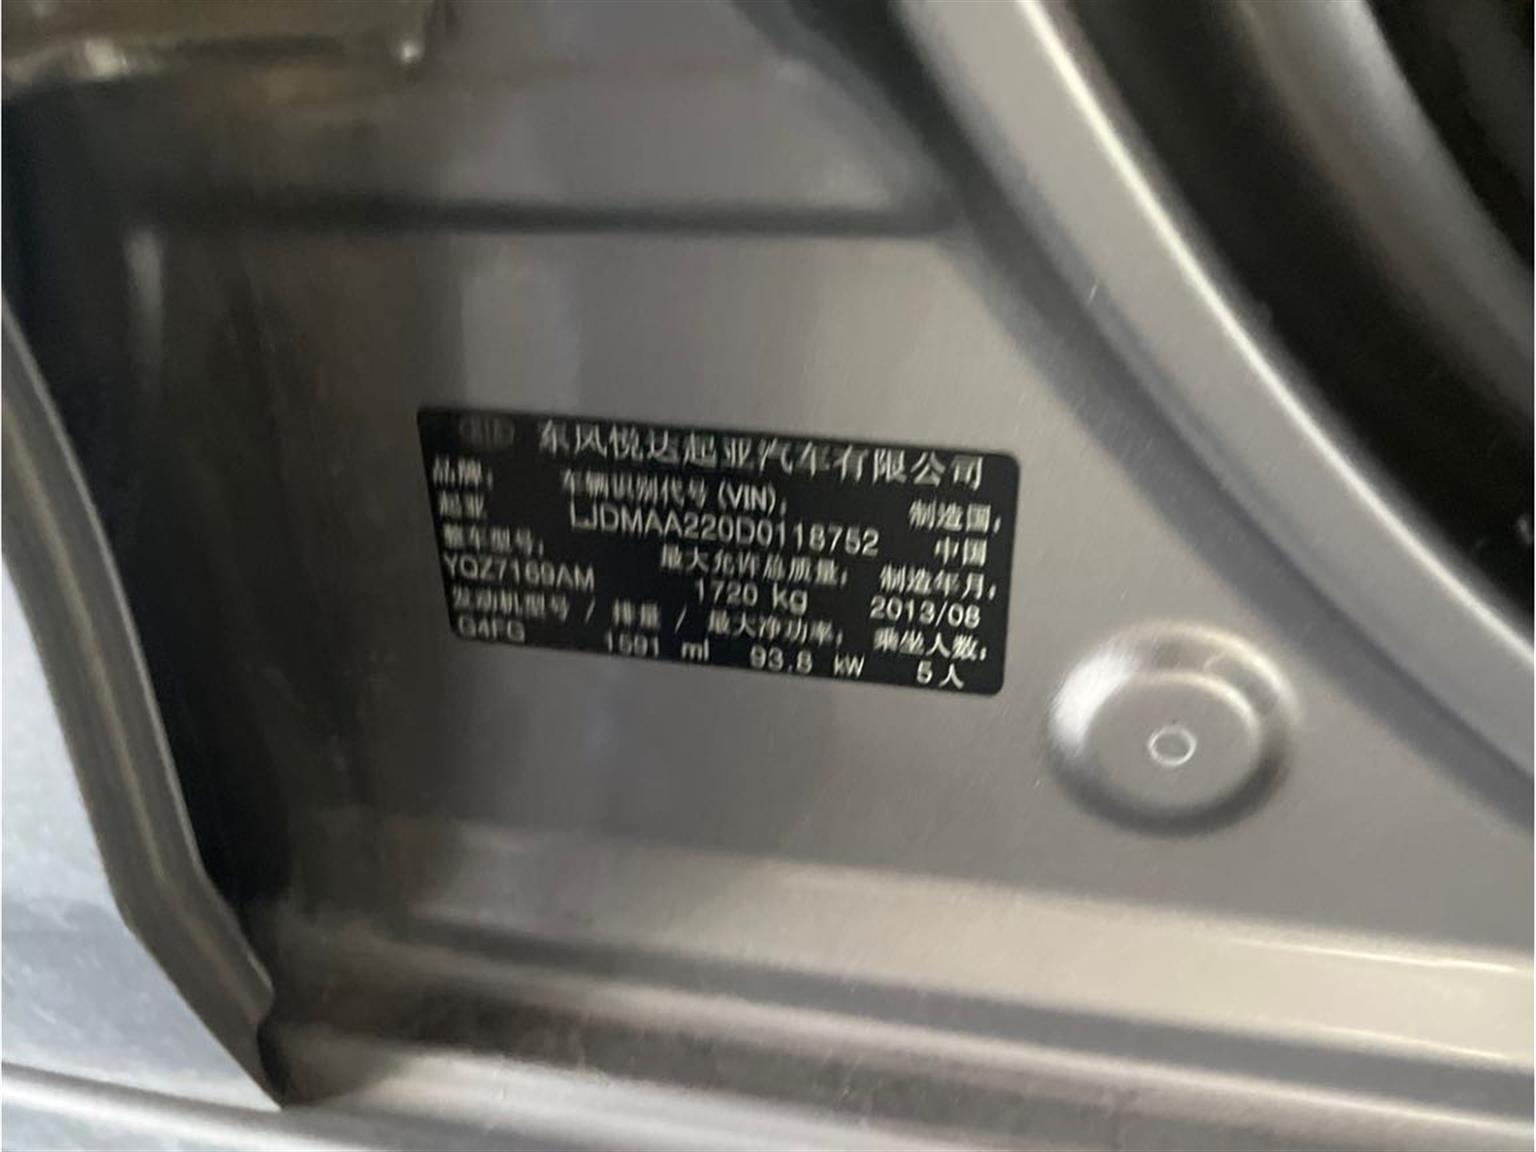 KIA 东风悦达起亚汽车有限公司
品牌: 车辆识别代号(VIN): 制造国:
起亚 LJDMAA220D0118752 中国
整车型号: 最大允许总质量: 制造年月:
YQZ7169AM 1720 kg 2013/08
发动机型号 / 排量 / 最大净功率: 乘坐人数:
G4FG 1591 ml 93.8 kW 5人